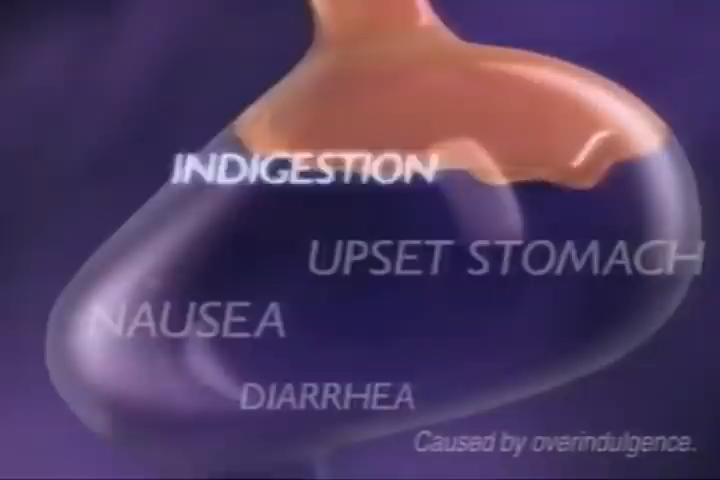 INDIGESTION
UPSET STOMACH
NAUSEA
DIARRHEA
Caused by overindulgence.